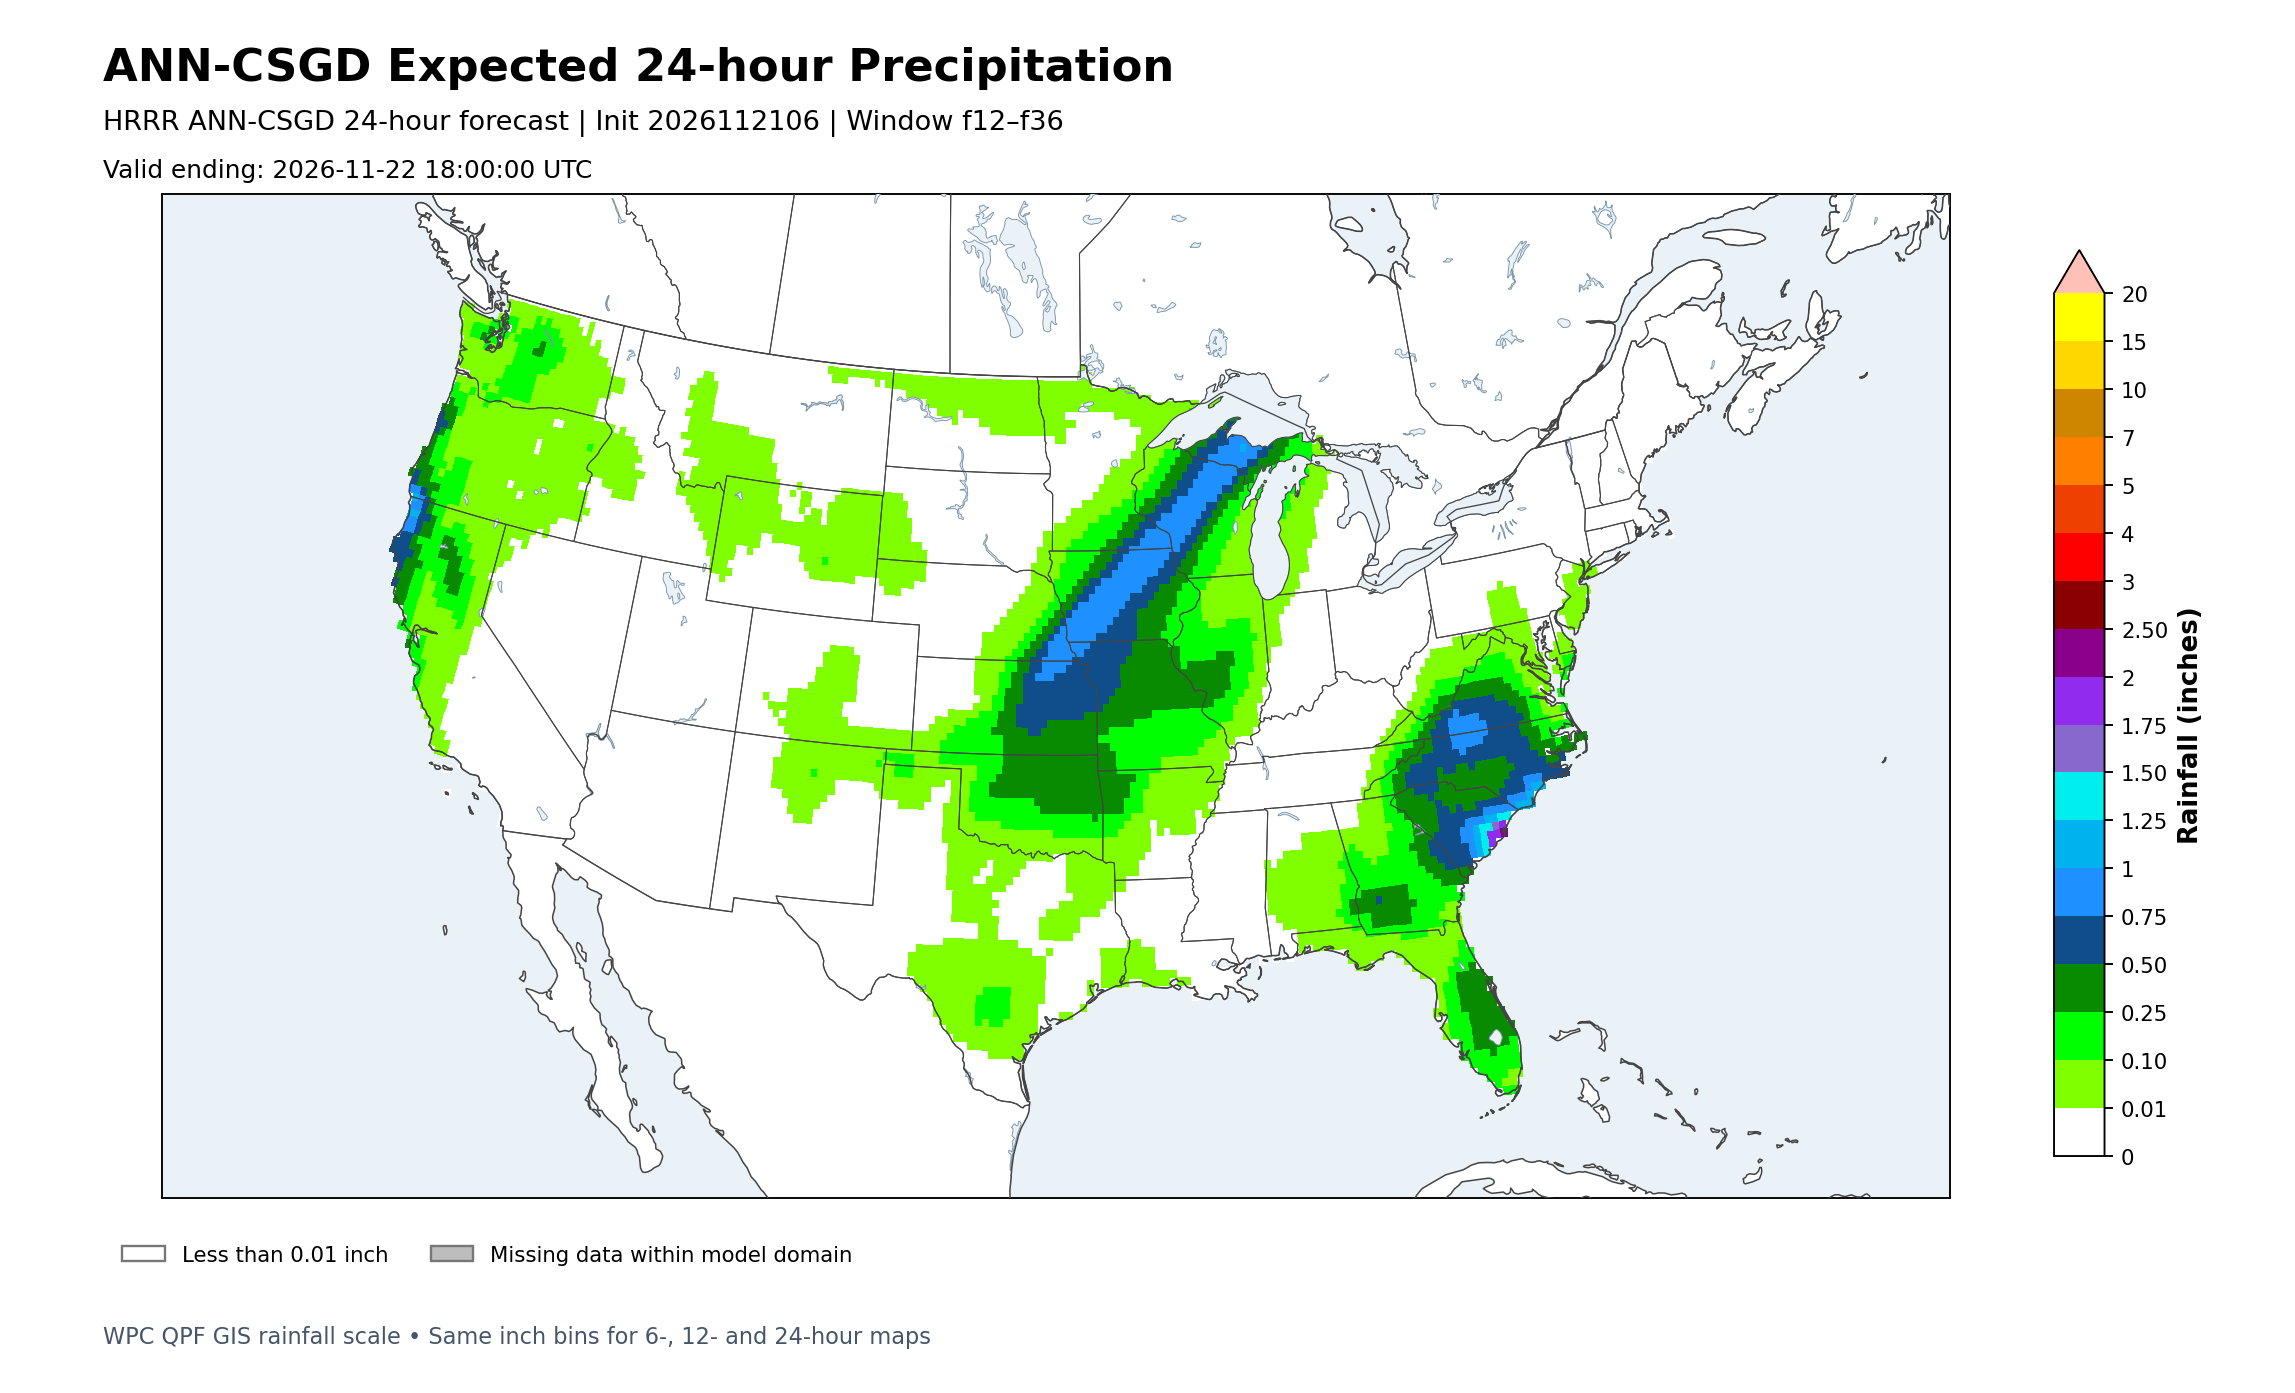 ANN-CSGD Expected 24-hour Precipitation
HRRR ANN-CSGD 24-hour forecast | Init 2026112106 | Window f12–f36
Valid ending: 2026-11-22 18:00:00 UTC
20
15
10
7
5
4
3
2.50
2
1.75
1.50
1.25
1
0.75
0.50
0.25
0.10
0.01
0
Rainfall (inches)
Less than 0.01 inch
Missing data within model domain
WPC QPF GIS rainfall scale • Same inch bins for 6-, 12- and 24-hour maps